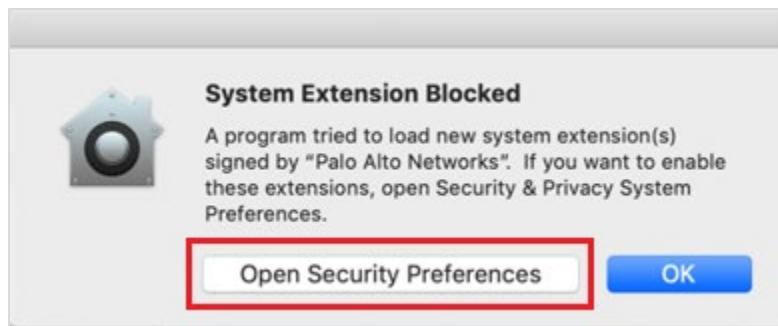 System Extension Blocked
A program tried to load new system extension(s)
signed by “Palo Alto Networks”.  If you want to enable
these extensions, open Security & Privacy System
Preferences.
Open Security Preferences
OK